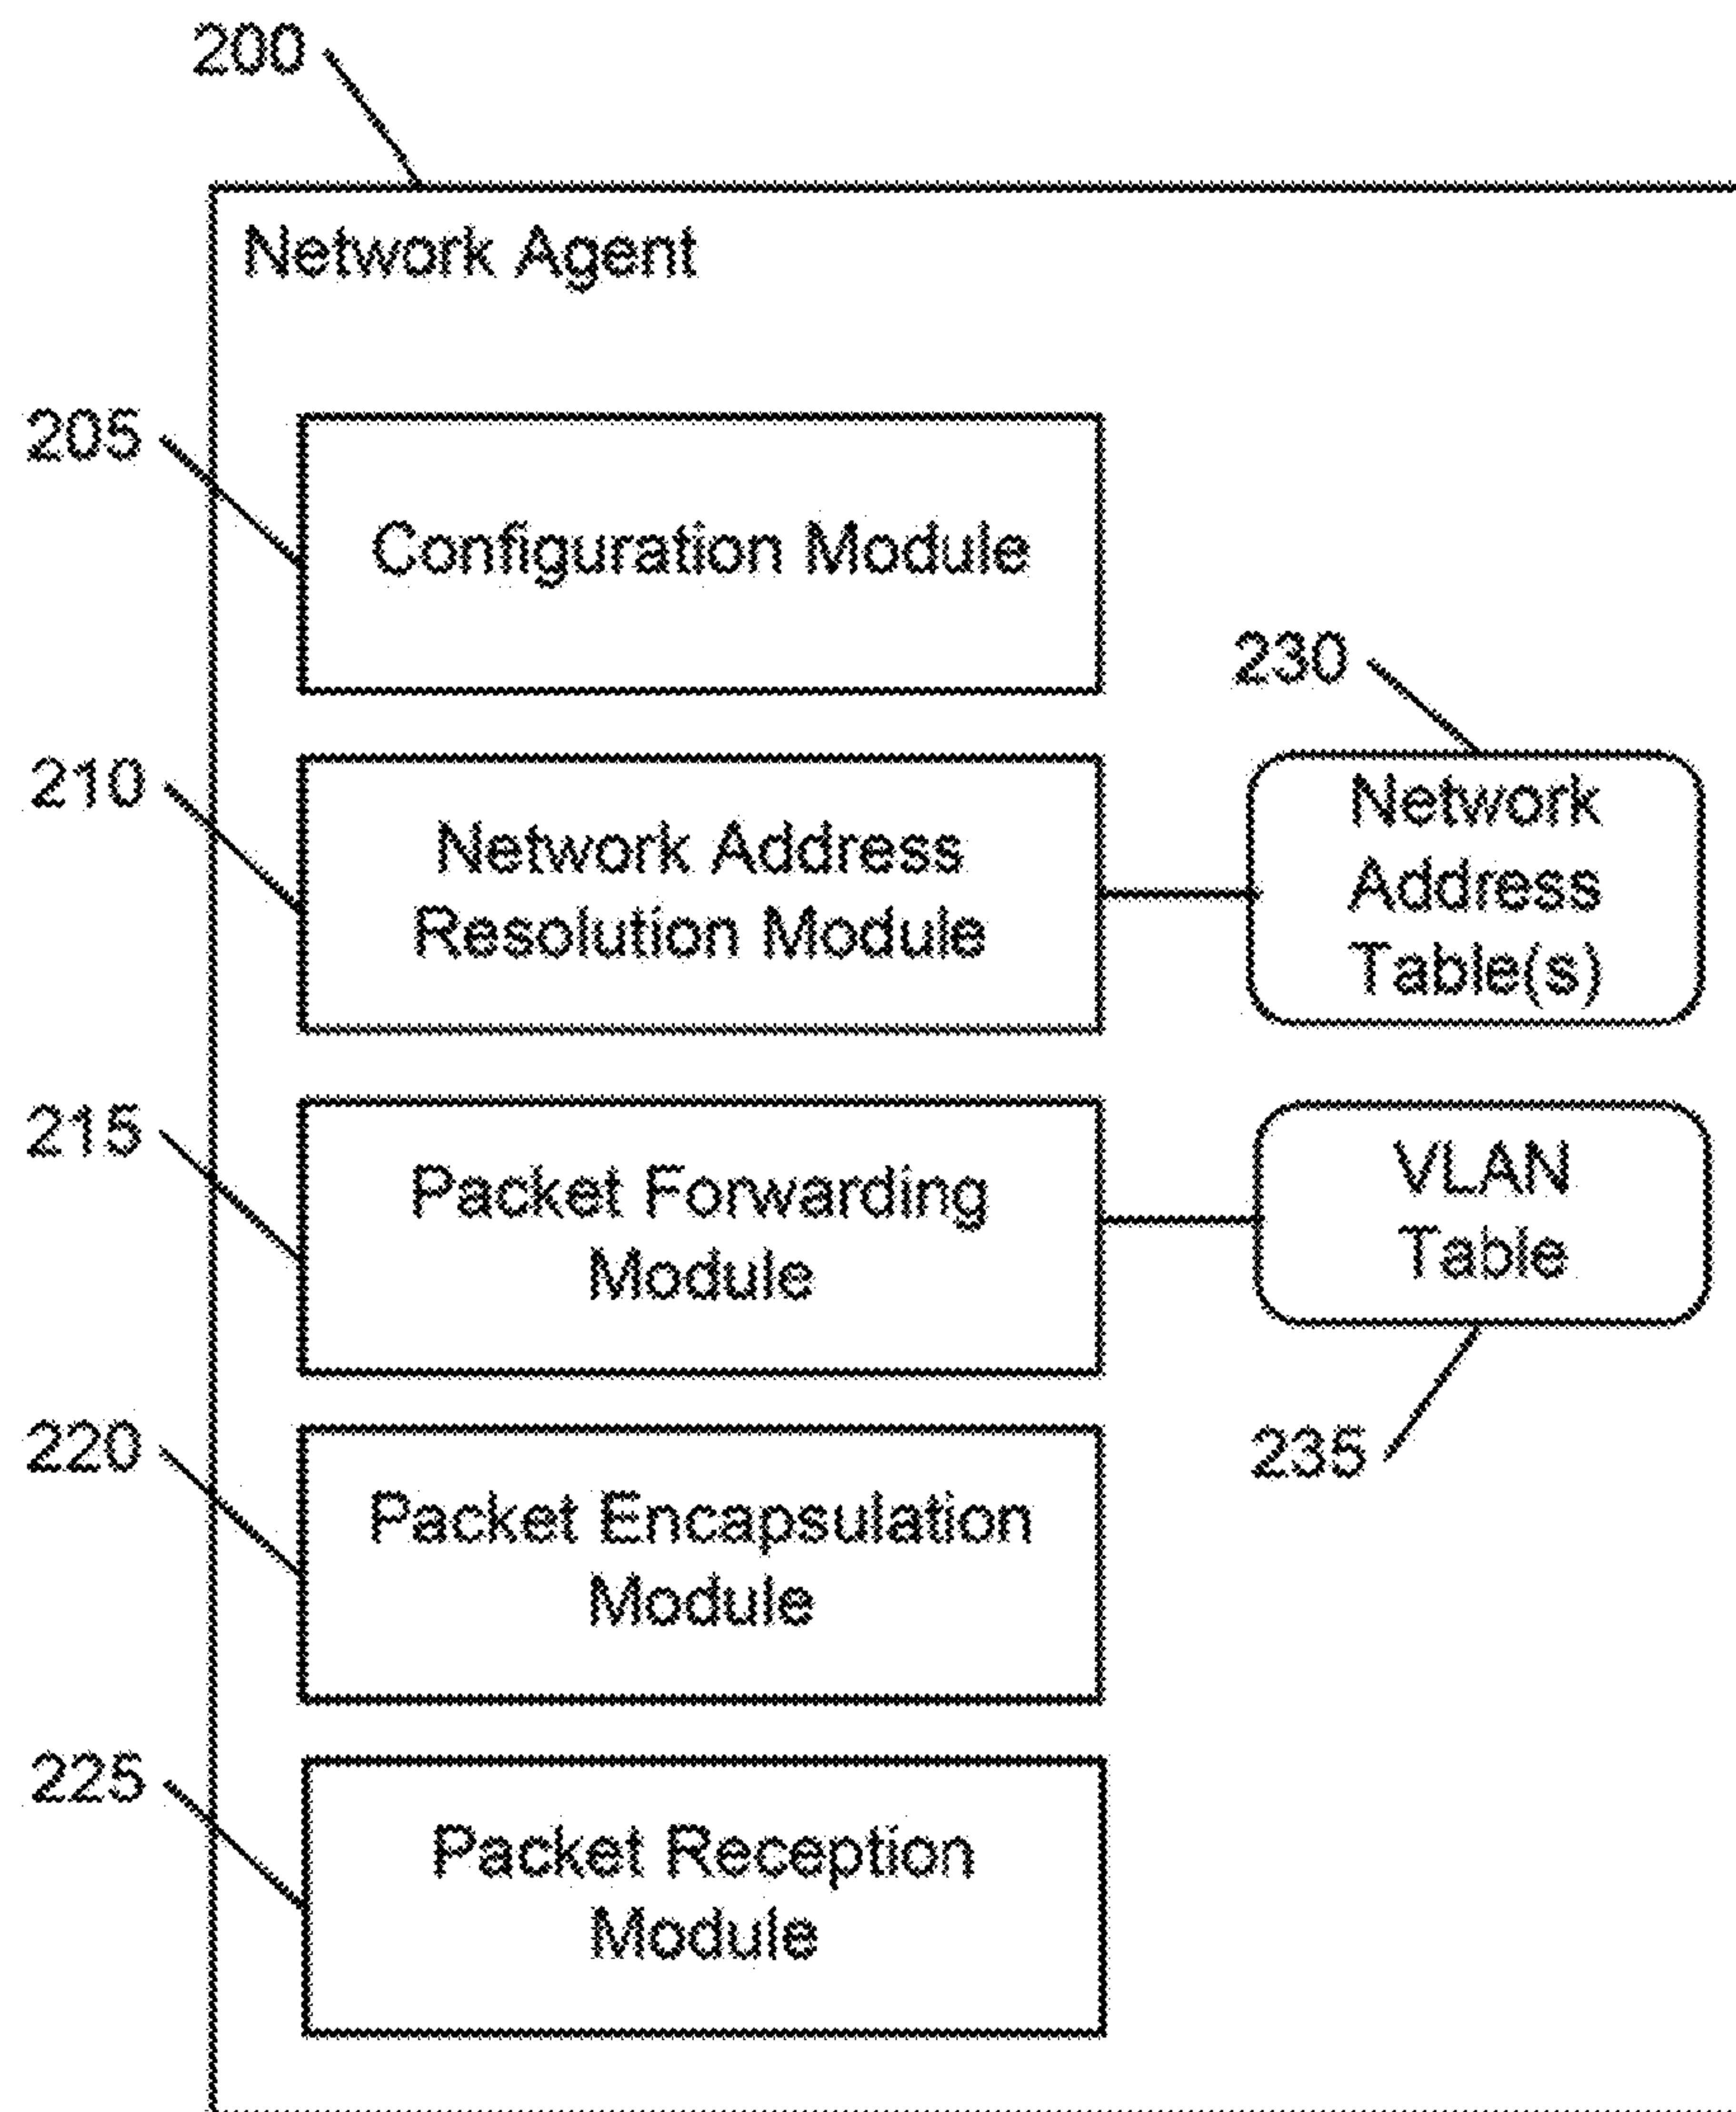 200
Network Agent
205
Configuration Module
230
210
Network Address
Resolution Module
Network
Address
Table(s)
215
Packet Forwarding
Module
VLAN
Table
220
235
Packet Encapsulation
Module
225
Packet Reception
Module